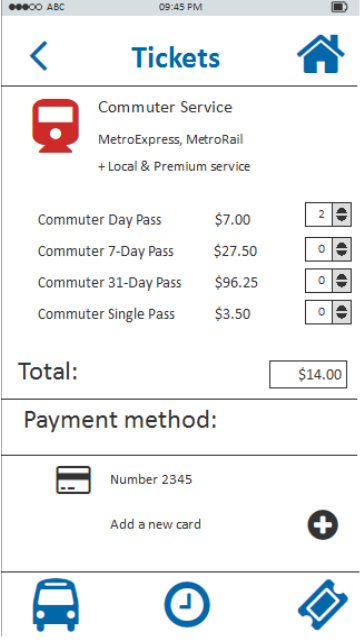 ABC 09:45 PM
Tickets
Commuter Service
MetroExpress, MetroRail
+ Local & Premium service
Commuter Day Pass $7.00 2
Commuter 7-Day Pass $27.50 0
Commuter 31-Day Pass $96.25 0
Commuter Single Pass $3.50 0
Total: $14.00
Payment method:
Number 2345
Add a new card